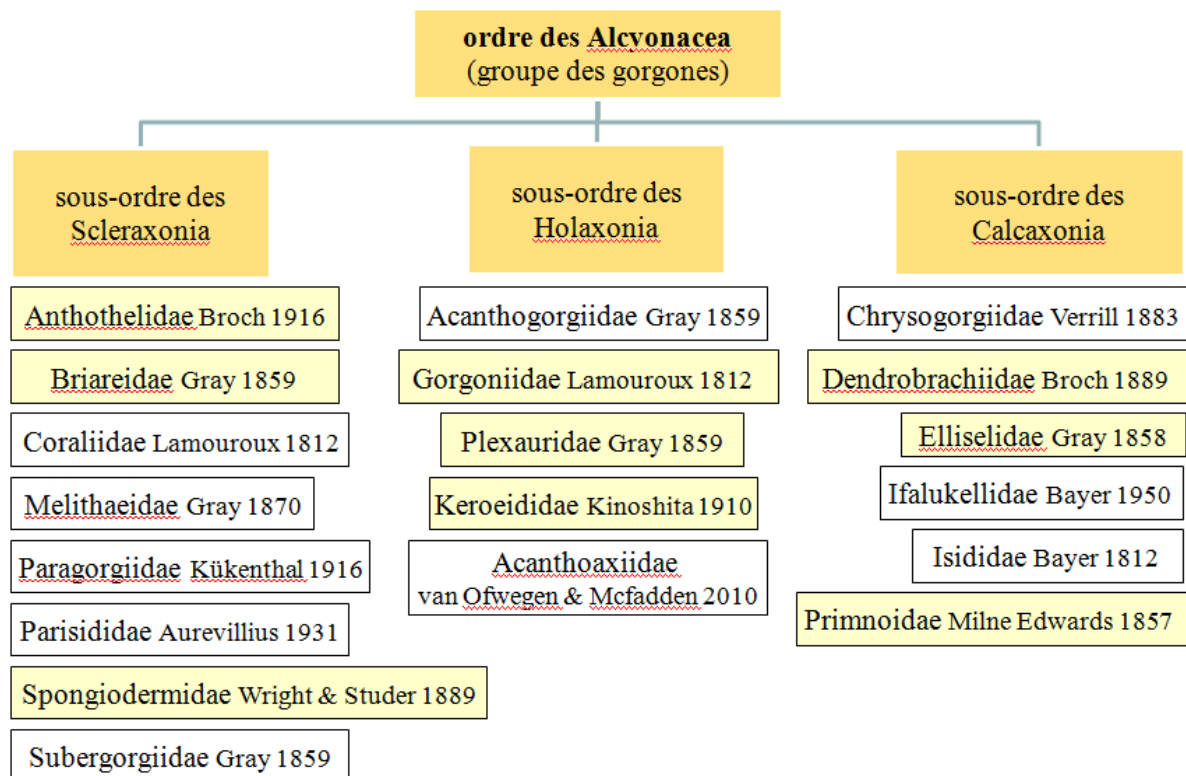 ordre des Alcyonacea
(groupe des gorgones)
sous-ordre des
Scleraxonia
Anthothelidae Broch 1916
Briareidae Gray 1859
Coraliidae Lamouroux 1812
Melithaeidae Gray 1870
Paragorgiidae Kükenthal 1916
Parisididae Aurevillius 1931
Spongiodermidae Wright & Studer 1889
Subergorgiidae Gray 1859
sous-ordre des
Holaxonia
Acanthogorgiidae Gray 1859
Gorgoniidae Lamouroux 1812
Plexauridae Gray 1859
Keroeididae Kinoshita 1910
Acanthoaxiidae
van Ofwegen & Mcfadden 2010
sous-ordre des
Calcaxonia
Chrysogorgiidae Verrill 1883
Dendrobrachiidae Broch 1889
Elliselidae Gray 1858
Ifalukellidae Bayer 1950
Isididae Bayer 1812
Primnoidae Milne Edwards 1857